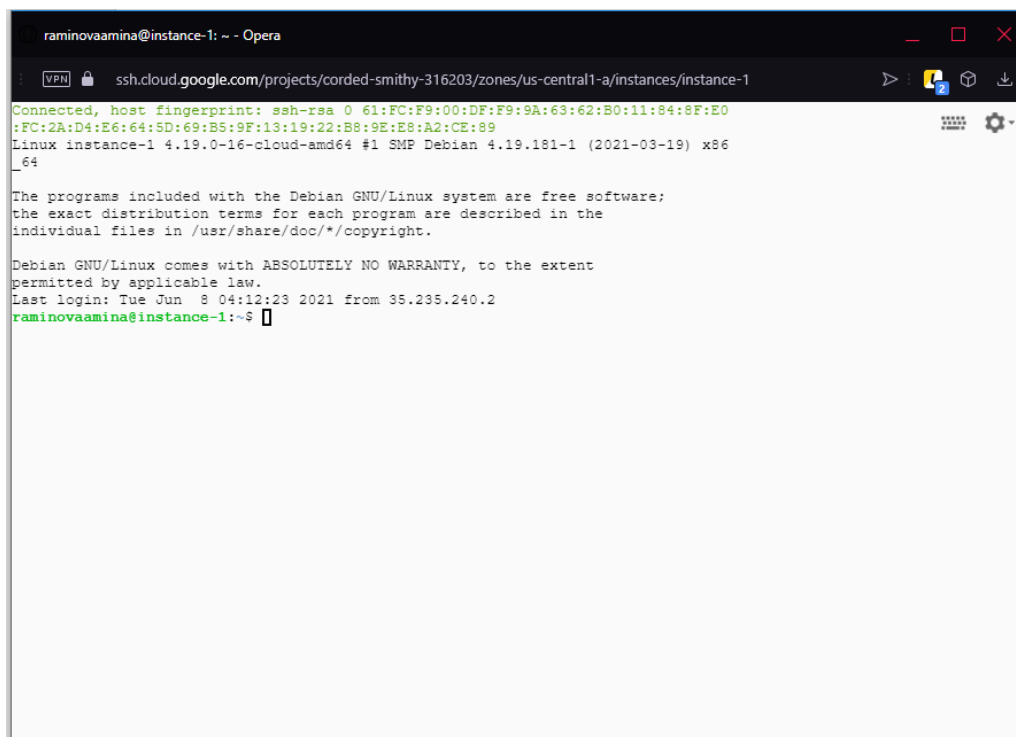 raminovaamina@instance-1: ~ - Opera
VPN ssh.cloud.google.com/projects/corded-smithy-316203/zones/us-central1-a/instances/instance-1
2
Connected, host fingerprint: ssh-rsa 0 61:FC:F9:00:DF:F9:9A:63:62:B0:11:84:8F:E0
:FC:2A:D4:E6:64:5D:69:B5:9F:13:19:22:B8:9E:E8:A2:CE:89
Linux instance-1 4.19.0-16-cloud-amd64 #1 SMP Debian 4.19.181-1 (2021-03-19) x86
_64
The programs included with the Debian GNU/Linux system are free software;
the exact distribution terms for each program are described in the
individual files in /usr/share/doc/*/copyright.
Debian GNU/Linux comes with ABSOLUTELY NO WARRANTY, to the extent
permitted by applicable law.
Last login: Tue Jun  8 04:12:23 2021 from 35.235.240.2
raminovaamina@instance-1:~$